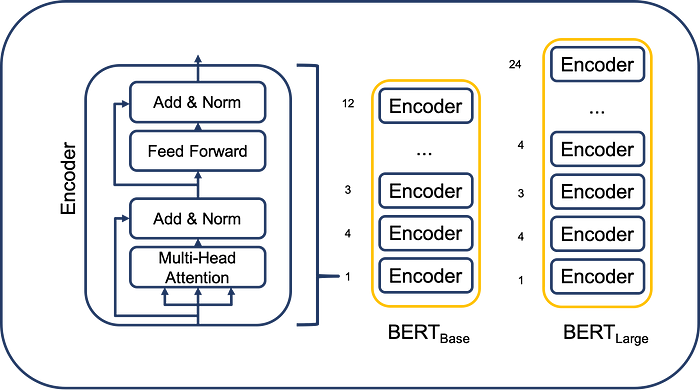 Encoder
Add & Norm
Feed Forward
Add & Norm
Multi-Head
Attention
12 Encoder
...
3 Encoder
4 Encoder
1 Encoder
BERTBase
24 Encoder
...
4 Encoder
3 Encoder
4 Encoder
1 Encoder
BERTLarge